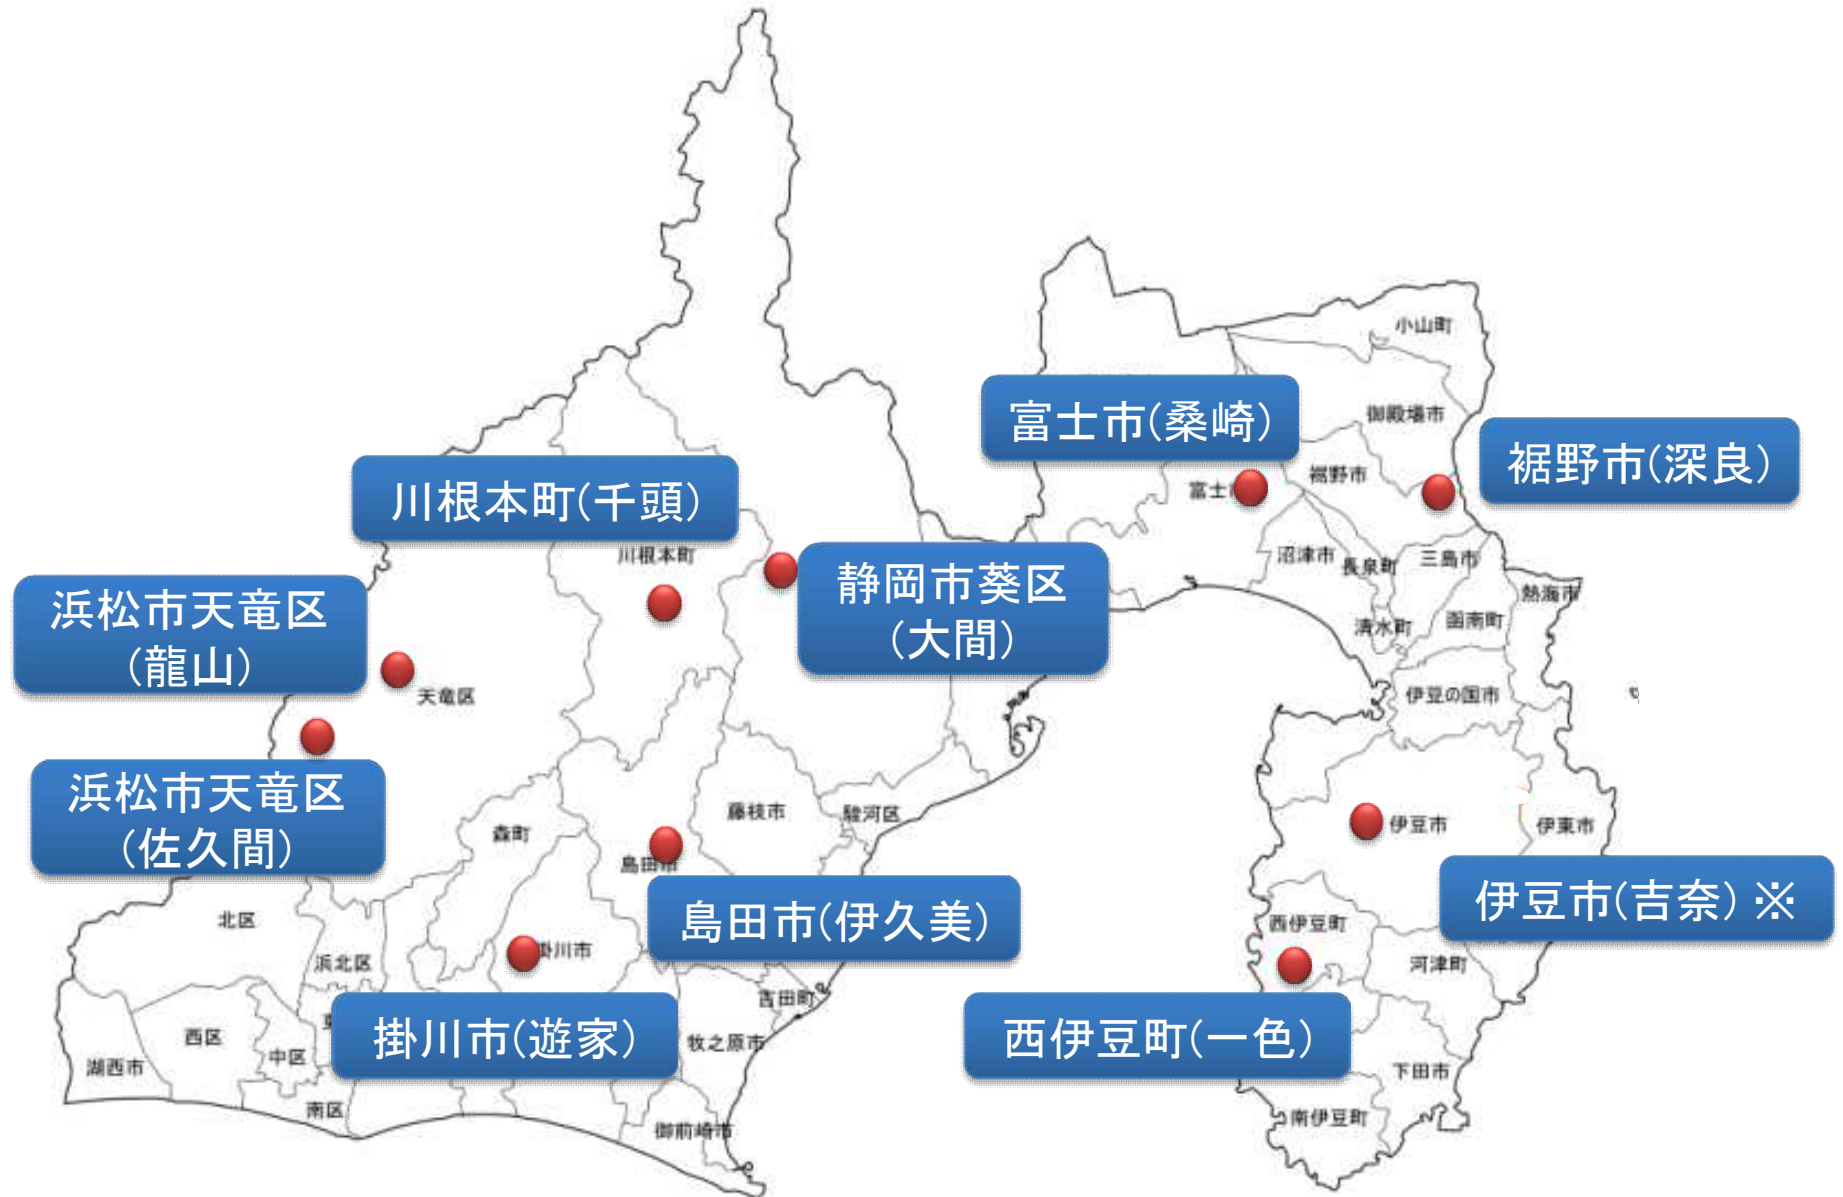 小山町
富士市(桑崎)
御殿場市
裾野市(深良)
川根本町(千頭)
裾野市
富士
川根本町
沼津市
長泉町
三島市
静岡市葵区
(大間)
熱海市
浜松市天竜区
(龍山)
清水町
函南町
天竜区
伊豆の国市
浜松市天竜区
(佐久間)
藤枝市
駿河区
森町
伊豆市
伊東市
島田市
島田市(伊久美)
伊豆市(吉奈)※
北区
西伊豆町
掛川市
浜北区
河津町
吉田町
掛川市(遊家)
西伊豆町(一色)
西区
中区
牧之原市
湖西市
下田市
南区
南伊豆町
御前崎市